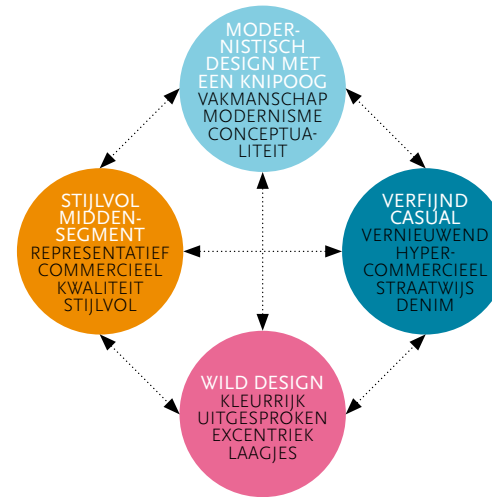 MODER-
NISTISCH
DESIGN MET
EEN KNIPOOG
VAKMANSCHAP
MODERNISME
CONCEPTUA-
LITEIT
STIJLVOL
MIDDEN-
SEGMENT
REPRESENTATIEF
COMMERCIEEL
KWALITEIT
STIJLVOL
VERFIJND
CASUAL
VERNIEUWEND
HYPER-
COMMERCIEEL
STRAATWIJS
DENIM
WILD DESIGN
KLEURRIJK
UITGESPROKEN
EXCENTRIEK
LAAGJES